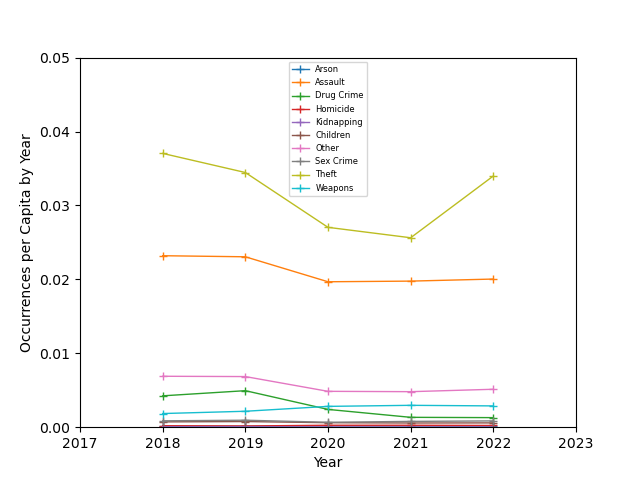 0.05
0.04
0.03
0.02
0.01
0.00
Occurrences per Capita by Year
Arson
Assault
Drug Crime
Homicide
Kidnapping
Children
Other
Sex Crime
Theft
Weapons
2017 2018 2019 2020 2021 2022 2023
Year